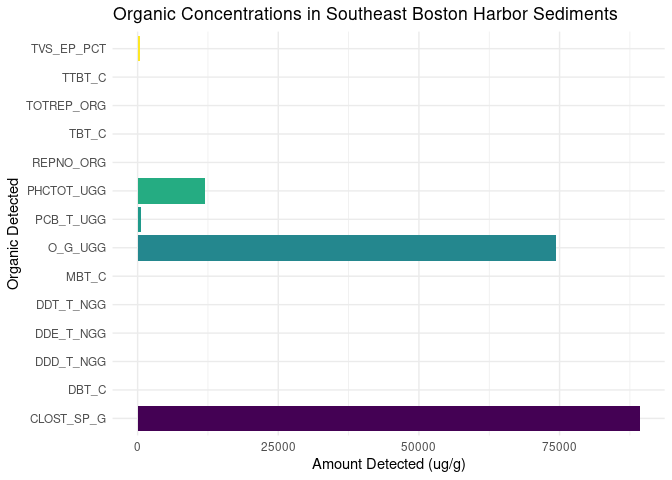 Organic Concentrations in Southeast Boston Harbor Sediments
Organic Detected
TVS_EP_PCT
TTBT_C
TOTREP_ORG
TBT_C
REPNO_ORG
PHCTOT_UGG
PCB_T_UGG
O_G_UGG
MBT_C
DDT_T_NGG
DDE_T_NGG
DDD_T_NGG
DBT_C
CLOST_SP_G
0 25000 50000 75000
Amount Detected (ug/g)